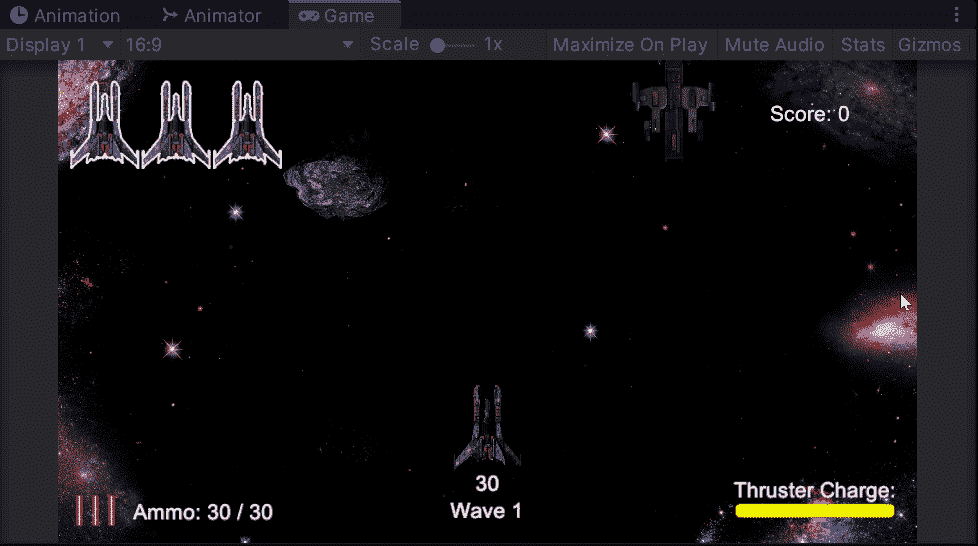 Animation Animator Game
Display 1 16:9 Scale 1x Maximize On Play Mute Audio Stats Gizmos
Score: 0
30
Wave 1
Ammo: 30 / 30
Thruster Charge: